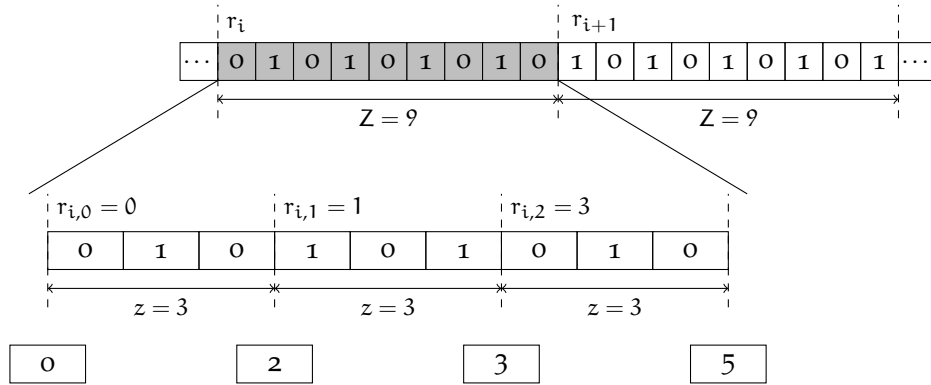 r_i r_{i+1}
··· 0 1 0 1 0 1 0 1 0 1 0 1 0 1 0 1 0 1 ···
Z = 9 Z = 9
r_{i,0} = 0 r_{i,1} = 1 r_{i,2} = 3
0 1 0 1 0 1 0 1 0
z = 3 z = 3 z = 3
0 2 3 5